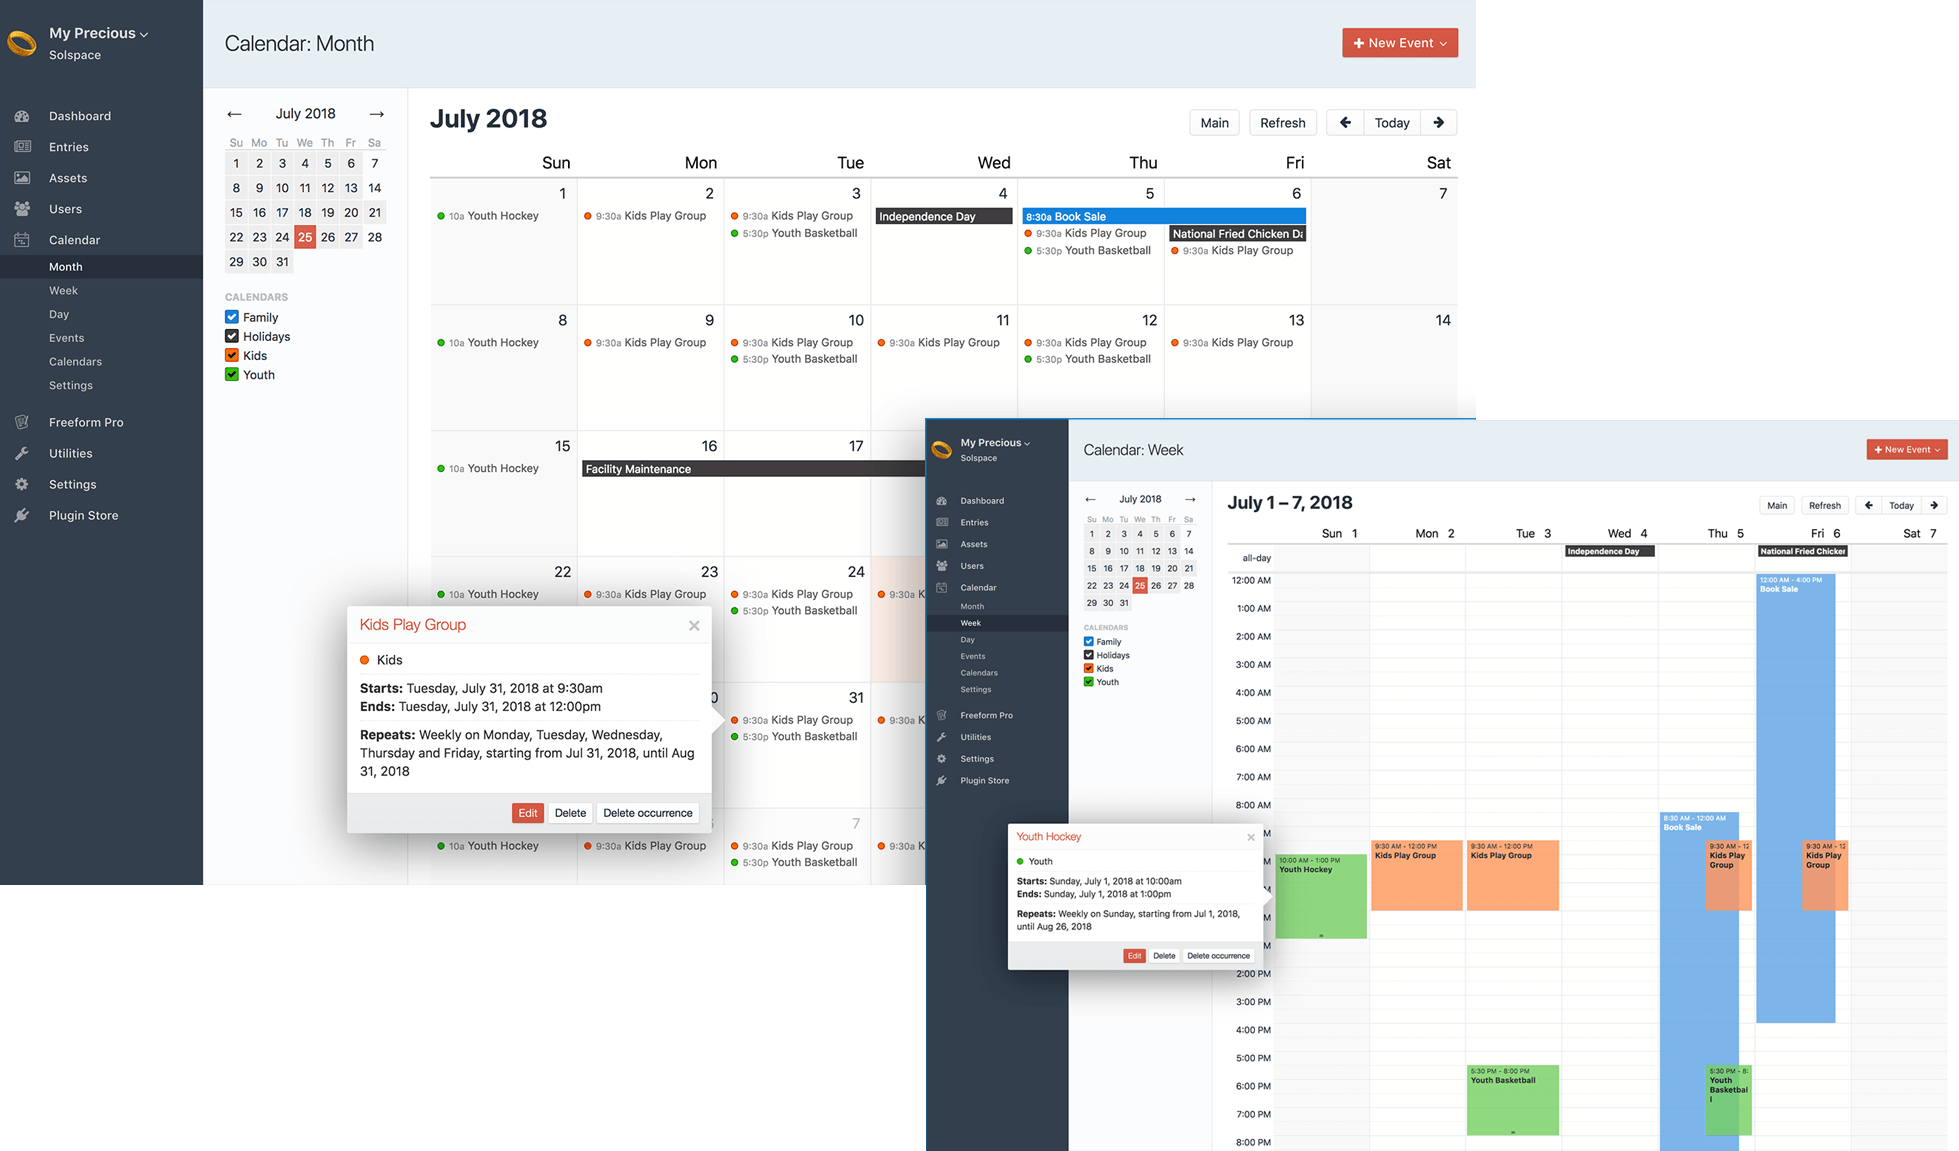 My Precious
Solspace
Dashboard
Entries
Assets
Users
Calendar
Month
Week
Day
Events
Calendars
Settings
Freeform Pro
Utilities
Settings
Plugin Store
Calendar: Month
+ New Event
← July 2018 →
Su Mo Tu We Th Fr Sa
1 2 3 4 5 6 7
8 9 10 11 12 13 14
15 16 17 18 19 20 21
22 23 24 25 26 27 28
29 30 31
CALENDARS
Family
Holidays
Kids
Youth
July 2018
Main Refresh Today
Sun Mon Tue Wed Thu Fri Sat
1 2 3 4 5 6 7
10a Youth Hockey 9:30a Kids Play Group 9:30a Kids Play Group Independence Day 8:30a Book Sale
5:30p Youth Basketball 9:30a Kids Play Group National Fried Chicken Da
5:30p Youth Basketball 9:30a Kids Play Group
8 9 10 11 12 13 14
10a Youth Hockey 9:30a Kids Play Group 9:30a Kids Play Group 9:30a Kids Play Group 9:30a Kids Play Group 9:30a Kids Play Group
5:30p Youth Basketball 5:30p Youth Basketball
15 16 17
10a Youth Hockey Facility Maintenance
22 23 24
10a Youth Hockey 9:30a Kids Play Group 9:30a Kids Play Group 9:30a K
5:30p Youth Basketball
0 31
9:30a Kids Play Group 9:30a K
5:30p Youth Basketball
7
10a Youth Hockey 9:30a Kids Play Group 9:30a Kids Play Group 9:30a K
5:30p Youth Basketball
Kids Play Group ×
Kids
Starts: Tuesday, July 31, 2018 at 9:30am
Ends: Tuesday, July 31, 2018 at 12:00pm
Repeats: Weekly on Monday, Tuesday, Wednesday,
Thursday and Friday, starting from Jul 31, 2018, until Aug
31, 2018
Edit Delete Delete occurrence
My Precious
Solspace
Dashboard
Entries
Assets
Users
Calendar
Month
Week
Day
Events
Calendars
Settings
Freeform Pro
Utilities
Settings
Plugin Store
Calendar: Week
+ New Event
← July 2018 →
Su Mo Tu We Th Fr Sa
1 2 3 4 5 6 7
8 9 10 11 12 13 14
15 16 17 18 19 20 21
22 23 24 25 26 27 28
29 30 31
CALENDARS
Family
Holidays
Kids
Youth
July 1 – 7, 2018
Main Refresh Today
Sun 1 Mon 2 Tue 3 Wed 4 Thu 5 Fri 6 Sat 7
all-day Independence Day National Fried Chicken
12:00 AM
1:00 AM
2:00 AM
3:00 AM
4:00 AM
5:00 AM
6:00 AM
7:00 AM
8:00 AM
M
M
M
M
M
2:00 PM
3:00 PM
4:00 PM
5:00 PM
6:00 PM
7:00 PM
8:00 PM
10:00 AM - 1:00 PM
Youth Hockey
9:30 AM - 12:00 PM
Kids Play Group
9:30 AM - 12:00 PM
Kids Play Group
5:30 PM - 8:00 PM
Youth Basketball
8:30 AM - 12:00 AM
Book Sale
9:30 AM - 12
Kids Play
Group
5:30 PM - 8:
Youth
Basketbal
l
12:00 AM - 4:00 PM
Book Sale
9:30 AM - 12
Kids Play
Group
Youth Hockey ×
Youth
Starts: Sunday, July 1, 2018 at 10:00am
Ends: Sunday, July 1, 2018 at 1:00pm
Repeats: Weekly on Sunday, starting from Jul 1, 2018,
until Aug 26, 2018
Edit Delete Delete occurrence